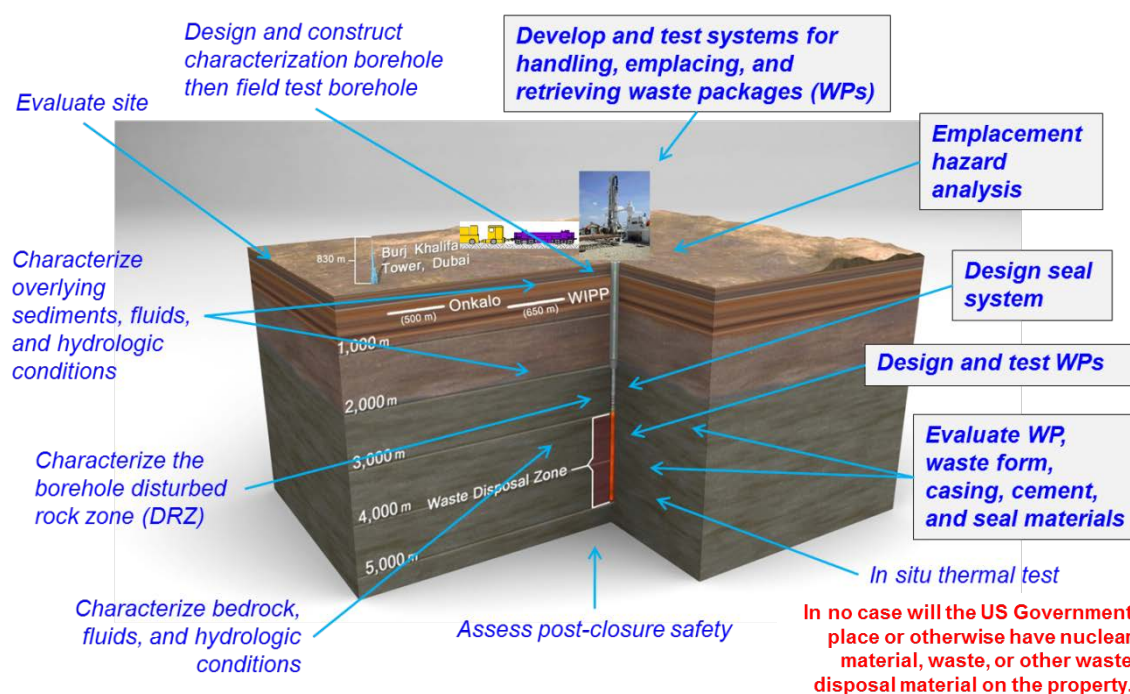 Design and construct
characterization borehole
then field test borehole
Develop and test systems for
handling, emplacing, and
retrieving waste packages (WPs)
Evaluate site
Emplacement
hazard
analysis
Characterize
overlying
sediments, fluids,
and hydrologic
conditions
830 m
Burj Khalifa
Tower, Dubai
Onkalo
(500 m)
WIPP
(650 m)
Design seal
system
1,000 m
Design and test WPs
2,000 m
Characterize the
borehole disturbed
rock zone (DRZ)
3,000 m
Waste Disposal Zone
Evaluate WP,
waste form,
casing, cement,
and seal materials
4,000 m
5,000 m
In situ thermal test
Characterize bedrock,
fluids, and hydrologic
conditions
Assess post-closure safety
In no case will the US Government
place or otherwise have nuclear
material, waste, or other waste
disposal material on the property.